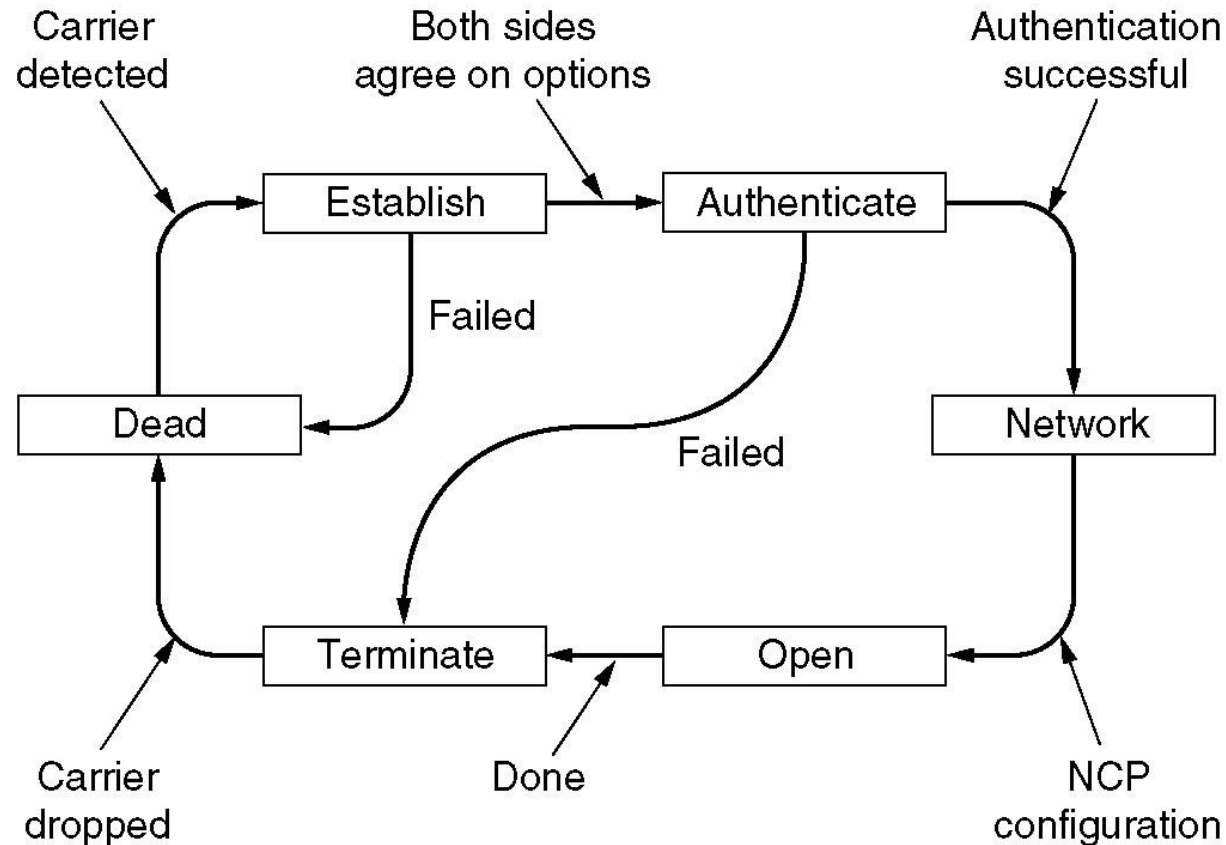 Carrier
detected
Both sides
agree on options
Authentication
successful
Establish
Authenticate
Failed
Dead
Failed
Network
Terminate
Open
Carrier
dropped
Done
NCP
configuration